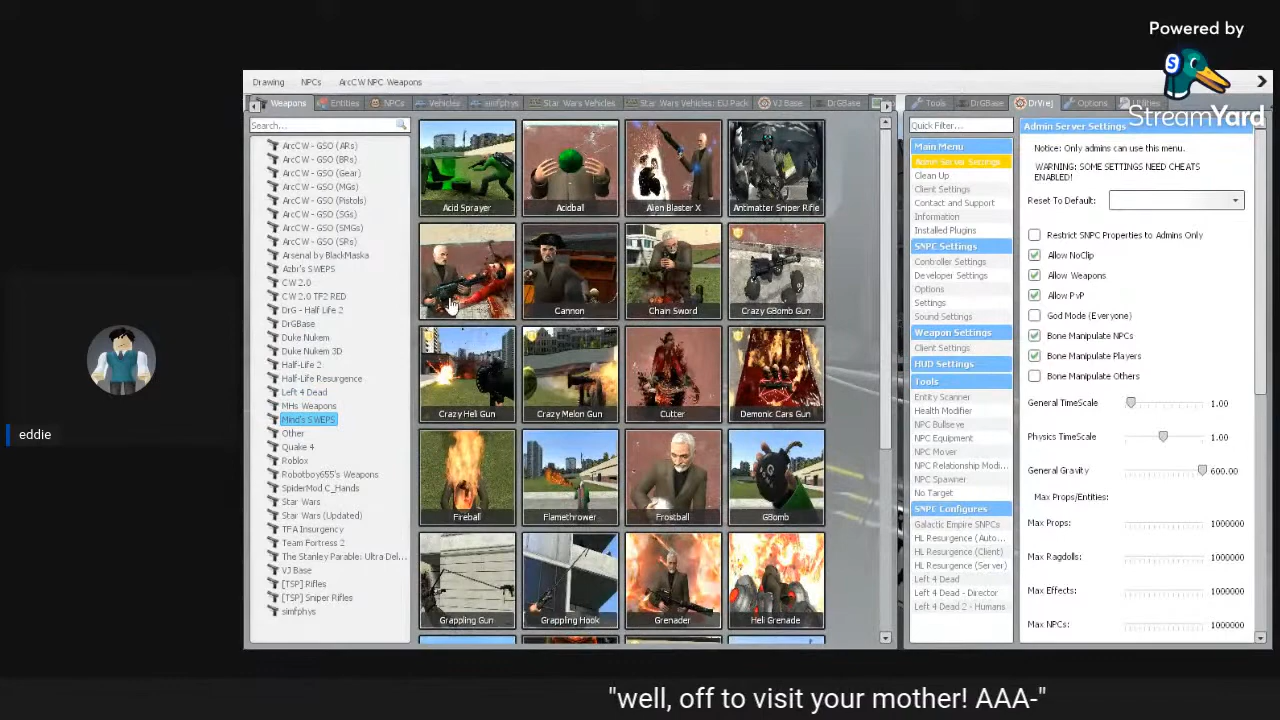 Powered by
S
StreamYard
Drawing NPCs ArcCW NPC Weapons
Weapons Entities NPCs Vehicles simfphys Star Wars Vehicles Star Wars Vehicles: EU Pack VJ Base DrGBase
Search...
ArcCW - GSO (ARs)
ArcCW - GSO (BRs)
ArcCW - GSO (Gear)
ArcCW - GSO (MGs)
ArcCW - GSO (Pistols)
ArcCW - GSO (SGs)
ArcCW - GSO (SMGs)
ArcCW - GSO (SRs)
Arsenal by BlackMaska
Azbi's SWEPS
CW 2.0
CW 2.0 TF2 RED
DrG - Half Life 2
DrGBase
Duke Nukem
Duke Nukem 3D
Half-Life 2
Half-Life Resurgence
Left 4 Dead
MHs Weapons
Mind's SWEPS
Other
Quake 4
Roblox
Robotboy655's Weapons
SpiderMod C_Hands
Star Wars
Star Wars (Updated)
TFA Insurgency
Team Fortress 2
The Stanley Parable: Ultra Del...
VJ Base
[TSP] Rifles
[TSP] Sniper Rifles
simfphys
Acid Sprayer Acidball Alien Blaster X Antimatter Sniper Rifle
Cannon Chain Sword Crazy GBomb Gun
Crazy Heli Gun Crazy Melon Gun Cutter Demonic Cars Gun
Fireball Flamethrower Frostball GBomb
Grappling Gun Grappling Hook Grenader Heli Grenade
Tools DrGBase DrVrej Options Utilities
Quick Filter...
Main Menu
Admin Server Settings
Clean Up
Client Settings
Contact and Support
Information
Installed Plugins
SNPC Settings
Controller Settings
Developer Settings
Options
Settings
Sound Settings
Weapon Settings
Client Settings
HUD Settings
Tools
Entity Scanner
Health Modifier
NPC Bullseye
NPC Equipment
NPC Mover
NPC Relationship Modi...
NPC Spawner
No Target
SNPC Configures
Galactic Empire SNPCs
HL Resurgence (Auto...
HL Resurgence (Client)
HL Resurgence (Server)
Left 4 Dead
Left 4 Dead - Director
Left 4 Dead 2 - Humans
Admin Server Settings
Notice: Only admins can use this menu.
WARNING: SOME SETTINGS NEED CHEATS
ENABLED!
Reset To Default:
Restrict SNPC Properties to Admins Only
Allow NoClip
Allow Weapons
Allow PvP
God Mode (Everyone)
Bone Manipulate NPCs
Bone Manipulate Players
Bone Manipulate Others
General TimeScale 1.00
Physics TimeScale 1.00
General Gravity 600.00
Max Props/Entities:
Max Props: 1000000
Max Ragdolls: 1000000
Max Effects: 1000000
Max NPCs: 1000000
eddie
"well, off to visit your mother! AAA-"